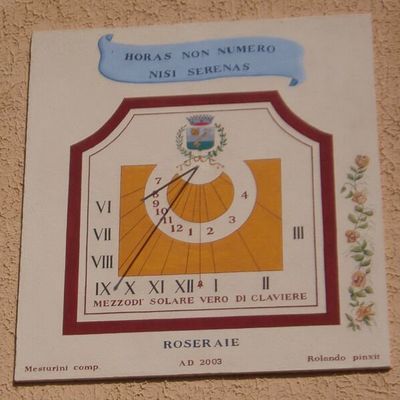 HORAS NON NUMERO
NISI SERENAS
7
8
9
10
11
12
1
2
3
4
VI
VII
VIII
IX X XI XII I II
III
MEZZODI' SOLARE VERO DI CLAVIERE
ROSERAIE
AD 2003
Mesturini comp.
Rolando pinxit